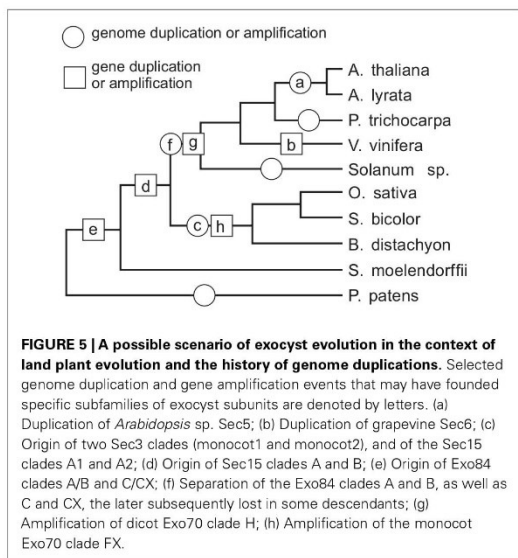 genome duplication or amplification
gene duplication
or amplification
a
A. thaliana
A. lyrata
P. trichocarpa
f
g
b
V. vinifera
Solanum sp.
d
O. sativa
c
h
S. bicolor
e
B. distachyon
S. moelendorffii
P. patens
FIGURE 5 | A possible scenario of exocyst evolution in the context of
land plant evolution and the history of genome duplications. Selected
genome duplication and gene amplification events that may have founded
specific subfamilies of exocyst subunits are denoted by letters. (a)
Duplication of Arabidopsis sp. Sec5; (b) Duplication of grapevine Sec6; (c)
Origin of two Sec3 clades (monocot1 and monocot2), and of the Sec15
clades A1 and A2; (d) Origin of Sec15 clades A and B; (e) Origin of Exo84
clades A/B and C/CX; (f) Separation of the Exo84 clades A and B, as well as
C and CX, the later subsequently lost in some descendants; (g)
Amplification of dicot Exo70 clade H; (h) Amplification of the monocot
Exo70 clade FX.